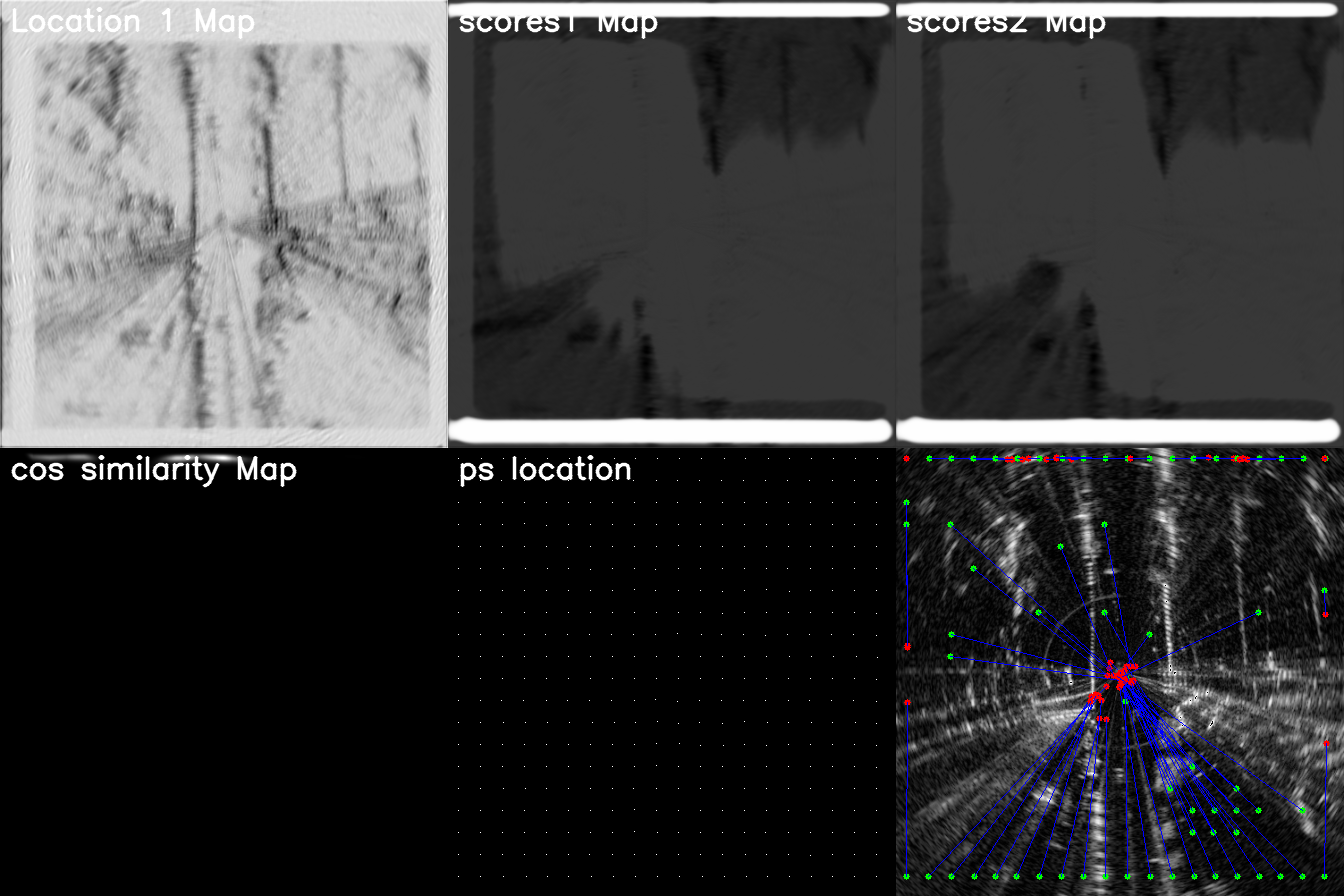 Location 1 Map
scores1 Map
scores2 Map
cos similarity Map
ps location